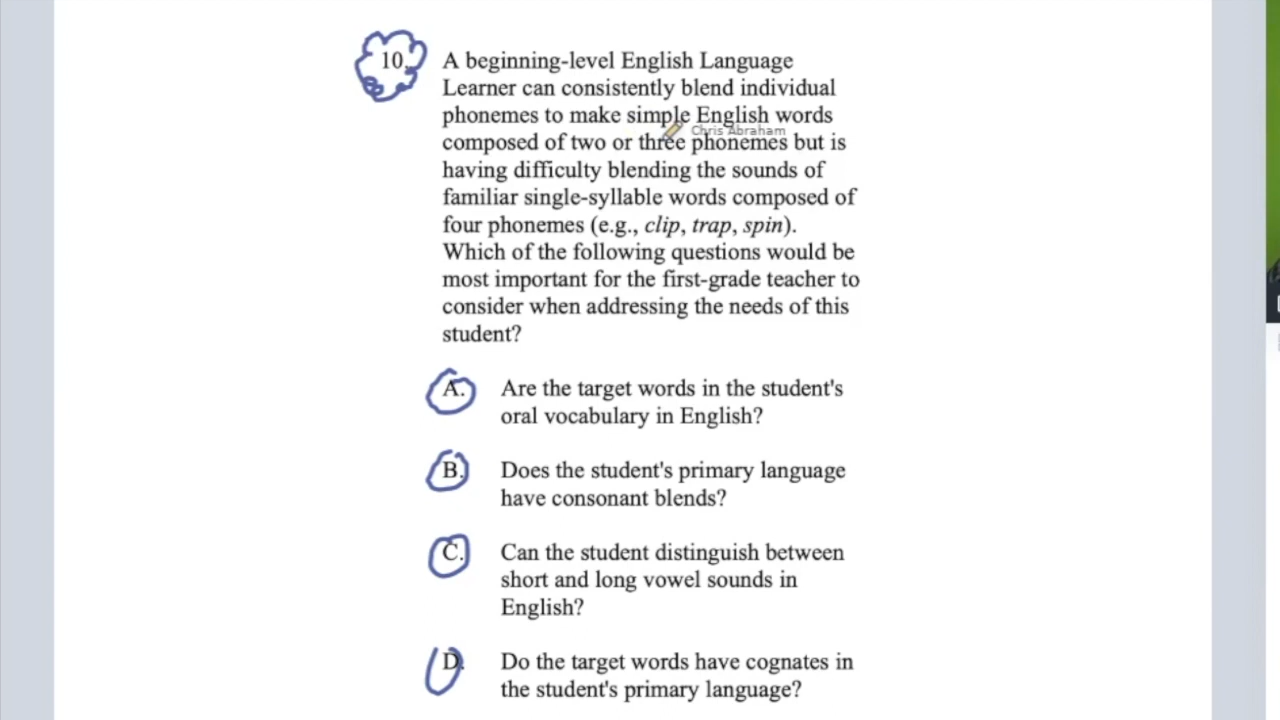 10. A beginning-level English Language
Learner can consistently blend individual
phonemes to make simple English words
Chris Abraham
composed of two or three phonemes but is
having difficulty blending the sounds of
familiar single-syllable words composed of
four phonemes (e.g., clip, trap, spin).
Which of the following questions would be
most important for the first-grade teacher to
consider when addressing the needs of this
student?
A. Are the target words in the student's
oral vocabulary in English?
B. Does the student's primary language
have consonant blends?
C. Can the student distinguish between
short and long vowel sounds in
English?
D. Do the target words have cognates in
the student's primary language?